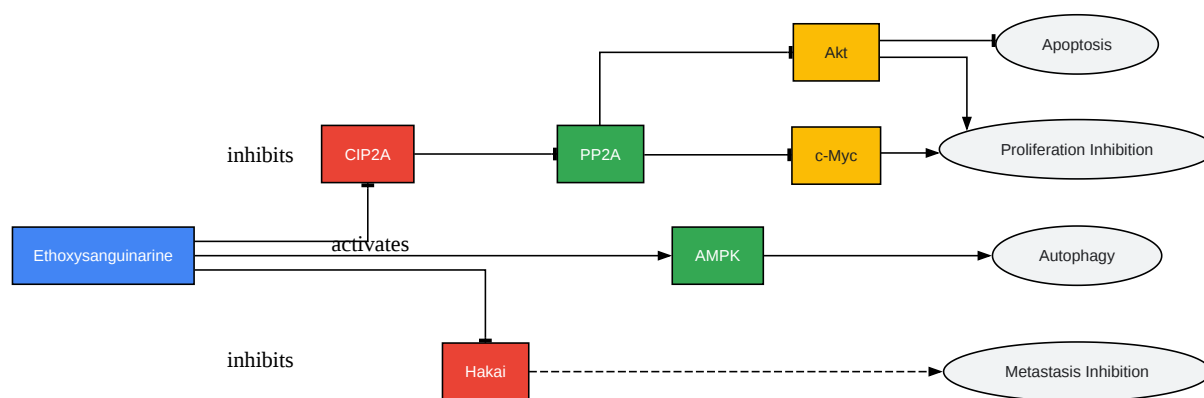 Akt
Apoptosis
inhibits
CIP2A
PP2A
c-Myc
Proliferation Inhibition
Ethoxysanguinarine
activates
AMPK
Autophagy
inhibits
Hakai
Metastasis Inhibition